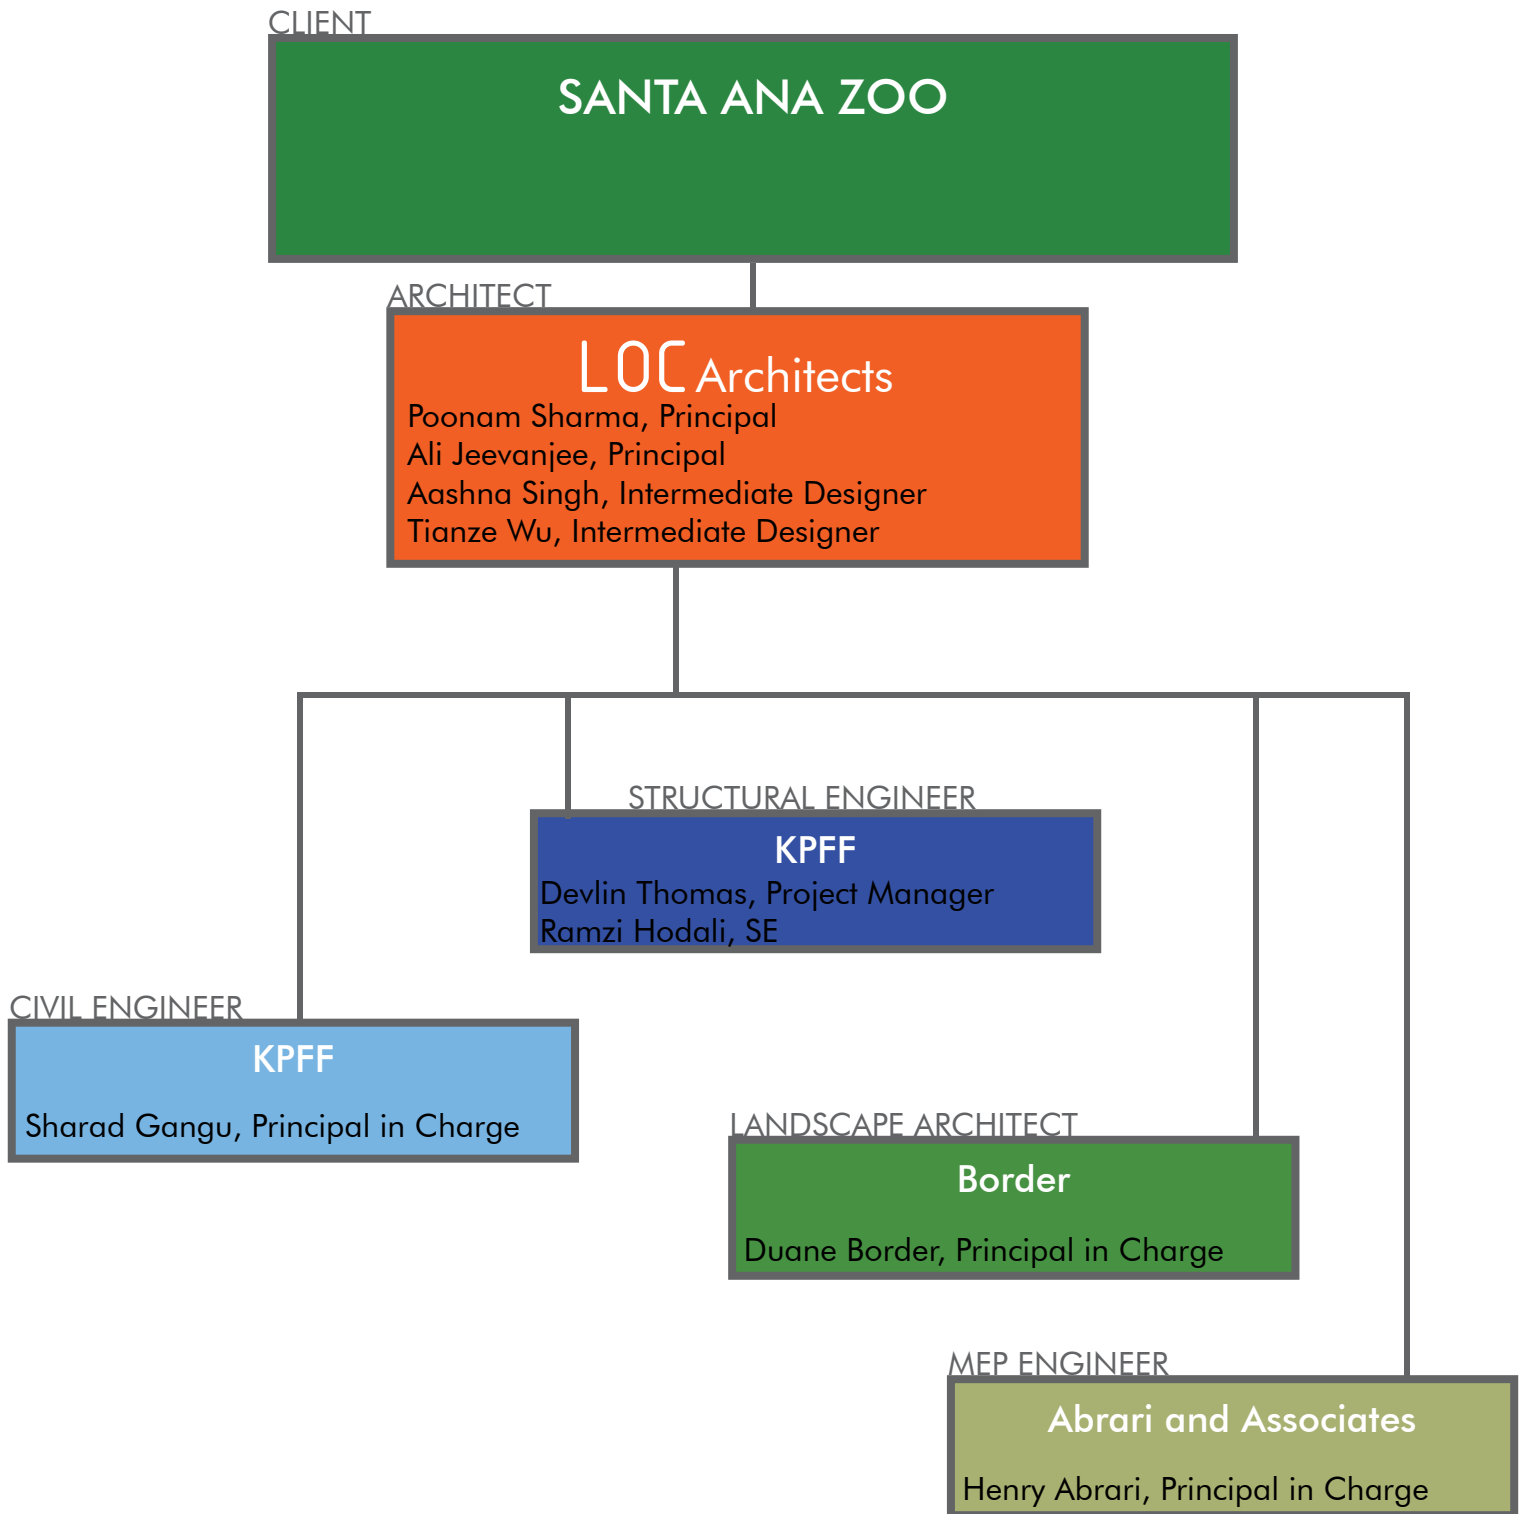 CLIENT
SANTA ANA ZOO
ARCHITECT
LOC Architects
Poonam Sharma, Principal
Ali Jeevanjee, Principal
Aashna Singh, Intermediate Designer
Tianze Wu, Intermediate Designer
STRUCTURAL ENGINEER
KPFF
Devlin Thomas, Project Manager
Ramzi Hodali, SE
CIVIL ENGINEER
KPFF
Sharad Gangu, Principal in Charge
LANDSCAPE ARCHITECT
Border
Duane Border, Principal in Charge
MEP ENGINEER
Abrari and Associates
Henry Abrari, Principal in Charge